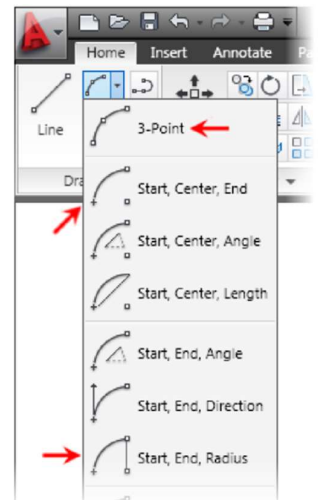 Home Insert Annotate
Line
3-Point
Start, Center, End
Start, Center, Angle
Start, Center, Length
Start, End, Angle
Start, End, Direction
Start, End, Radius